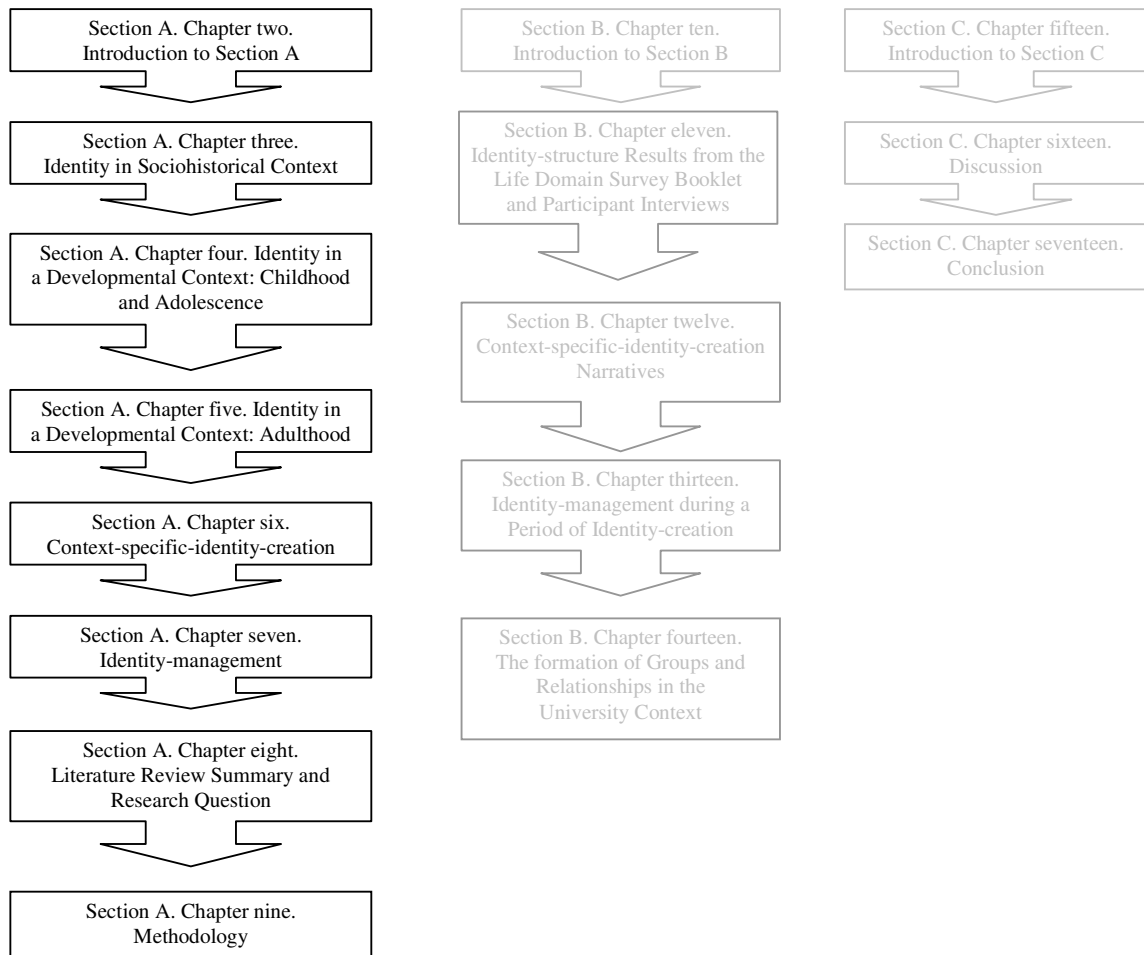 Section A. Chapter two.
Introduction to Section A
Section A. Chapter three.
Identity in Sociohistorical Context
Section A. Chapter four. Identity in
a Developmental Context: Childhood
and Adolescence
Section A. Chapter five. Identity in
a Developmental Context: Adulthood
Section A. Chapter six.
Context-specific-identity-creation
Section A. Chapter seven.
Identity-management
Section A. Chapter eight.
Literature Review Summary and
Research Question
Section A. Chapter nine.
Methodology
Section B. Chapter ten.
Introduction to Section B
Section B. Chapter eleven.
Identity-structure Results from the
Life Domain Survey Booklet
and Participant Interviews
Section B. Chapter twelve.
Context-specific-identity-creation
Narratives
Section B. Chapter thirteen.
Identity-management during a
Period of Identity-creation
Section B. Chapter fourteen.
The formation of Groups and
Relationships in the
University Context
Section C. Chapter fifteen.
Introduction to Section C
Section C. Chapter sixteen.
Discussion
Section C. Chapter seventeen.
Conclusion